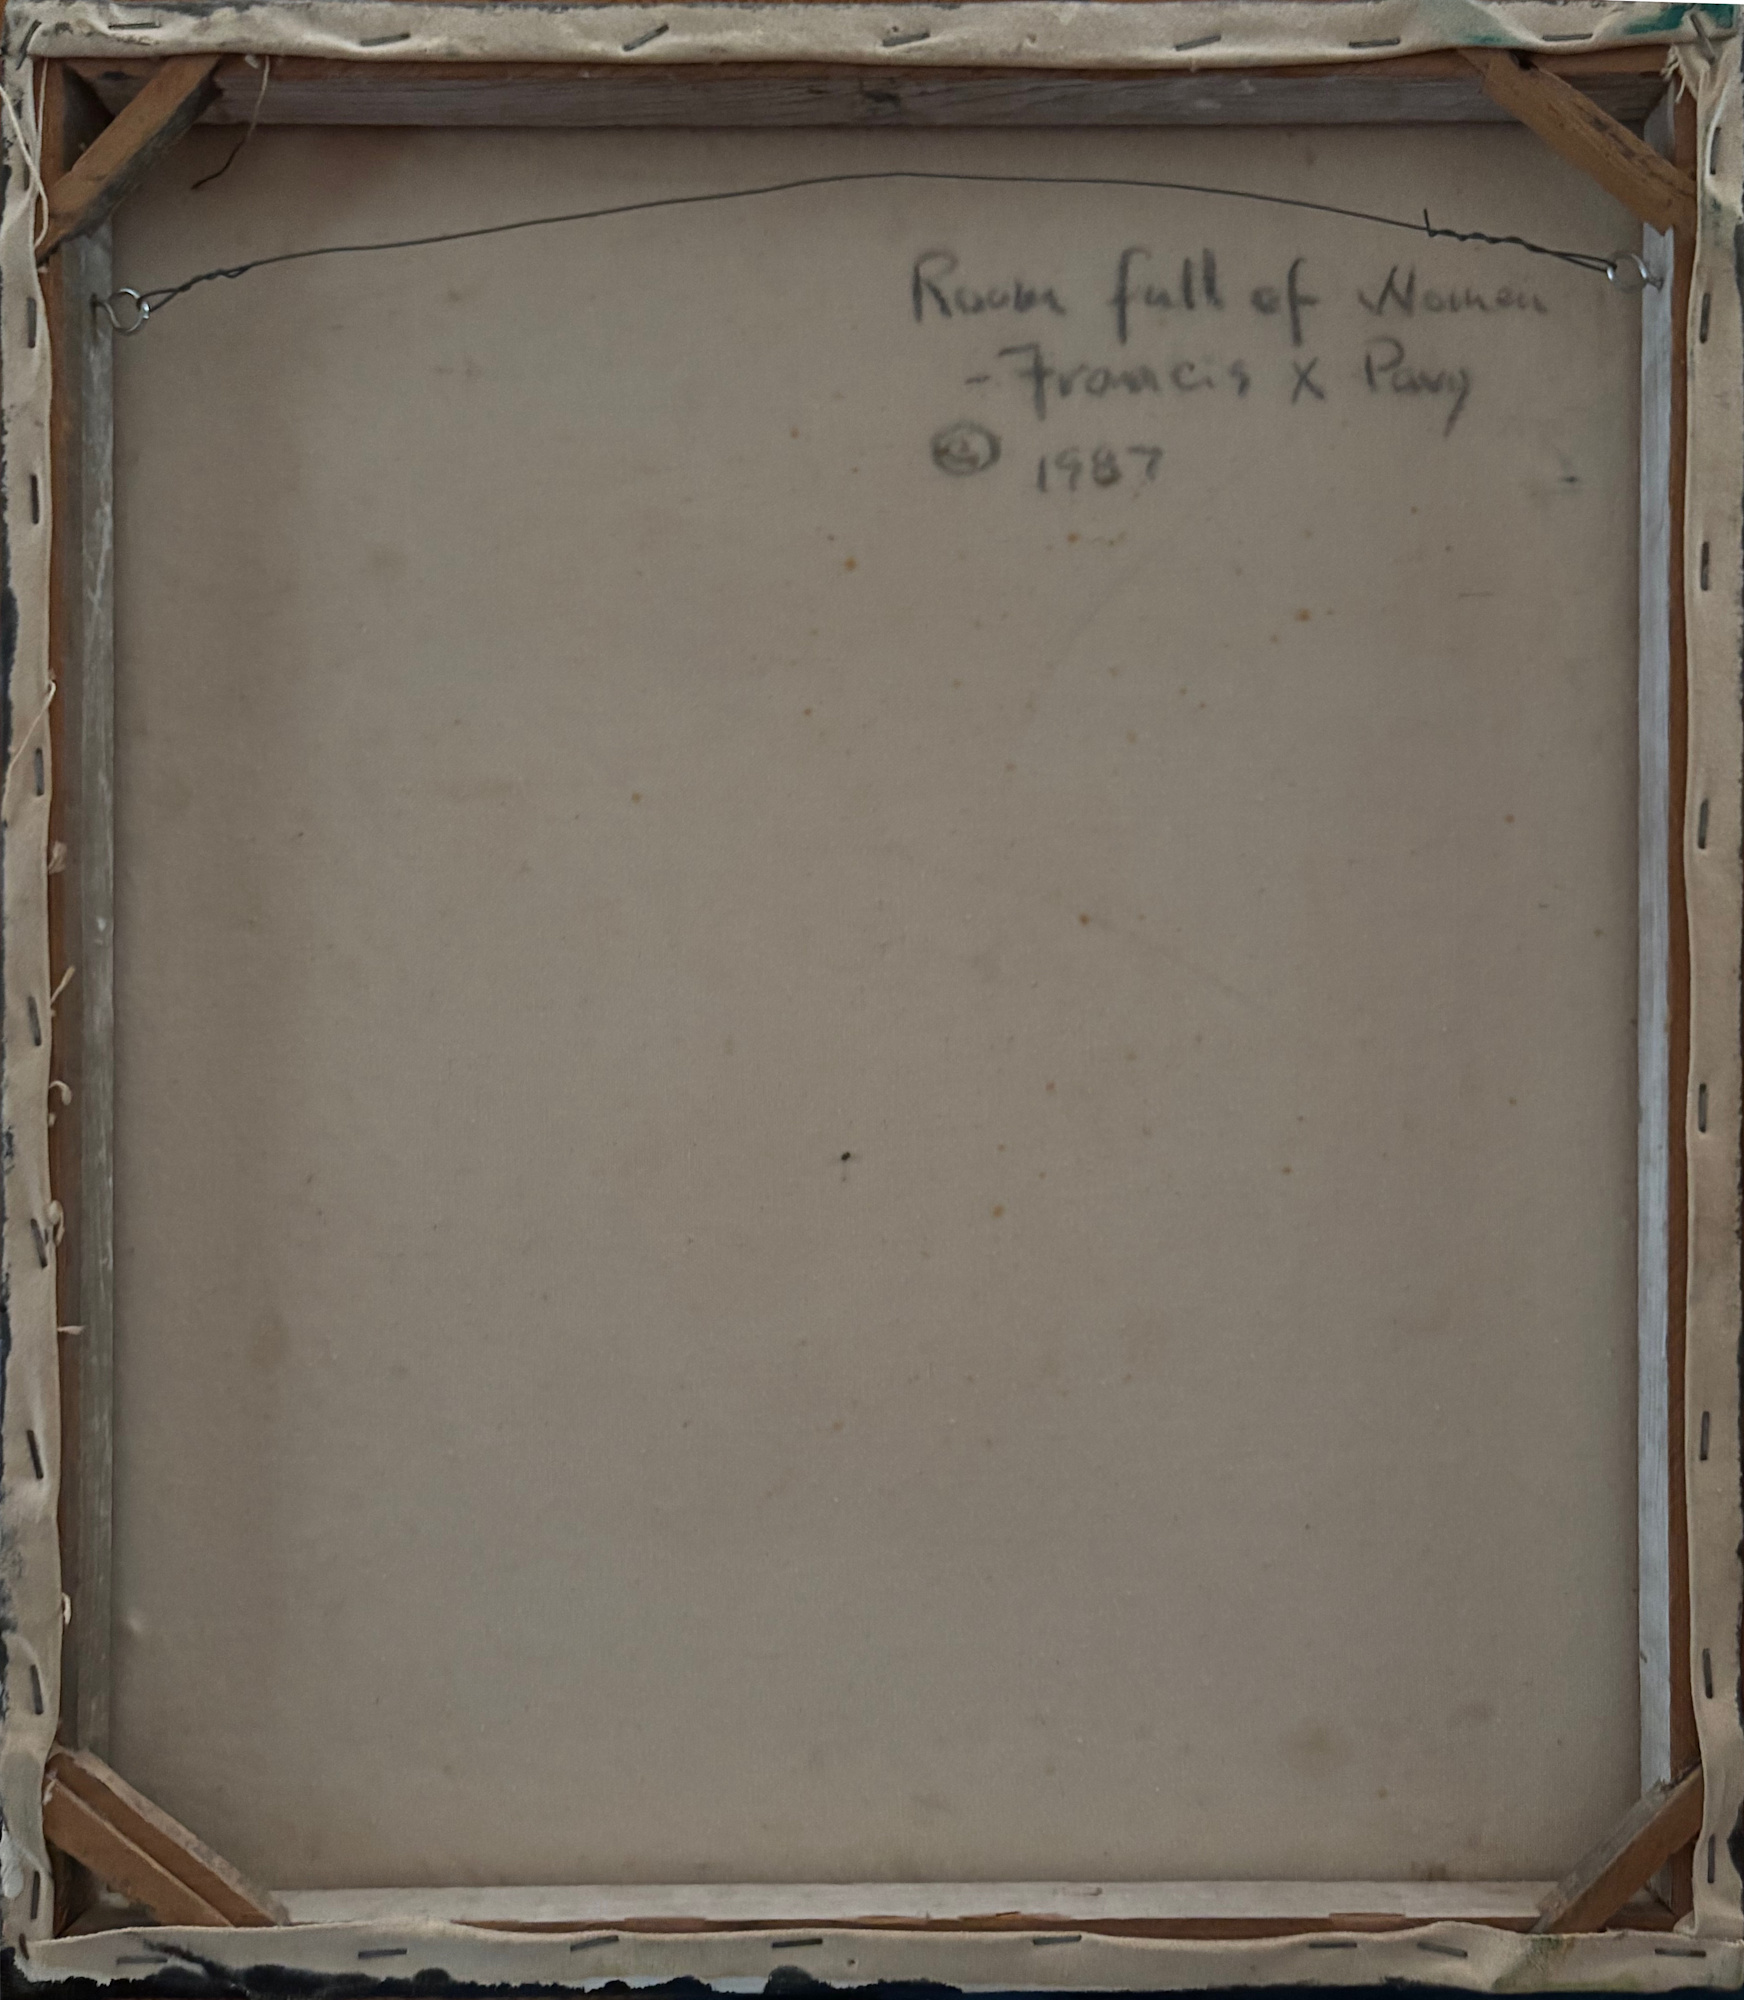 Room full of Women
- Francis X Pavy
© 1987